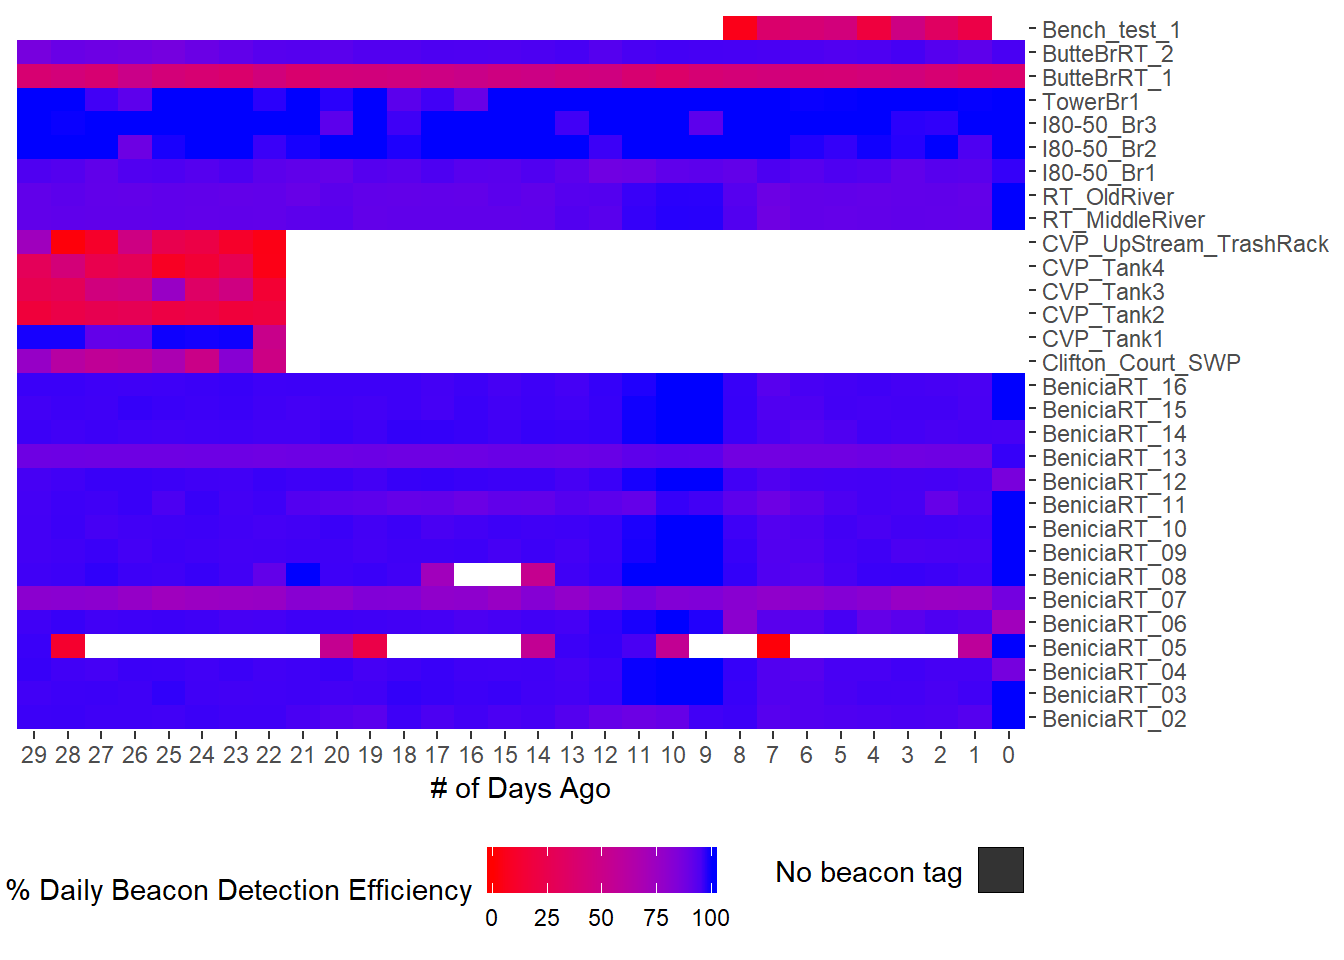 Bench_test_1
ButteBrRT_2
ButteBrRT_1
TowerBr1
I80-50_Br3
I80-50_Br2
I80-50_Br1
RT_OldRiver
RT_MiddleRiver
CVP_UpStream_TrashRack
CVP_Tank4
CVP_Tank3
CVP_Tank2
CVP_Tank1
Clifton_Court_SWP
BeniciaRT_16
BeniciaRT_15
BeniciaRT_14
BeniciaRT_13
BeniciaRT_12
BeniciaRT_11
BeniciaRT_10
BeniciaRT_09
BeniciaRT_08
BeniciaRT_07
BeniciaRT_06
BeniciaRT_05
BeniciaRT_04
BeniciaRT_03
BeniciaRT_02
29 28 27 26 25 24 23 22 21 20 19 18 17 16 15 14 13 12 11 10 9 8 7 6 5 4 3 2 1 0
# of Days Ago
% Daily Beacon Detection Efficiency
0 25 50 75 100
No beacon tag